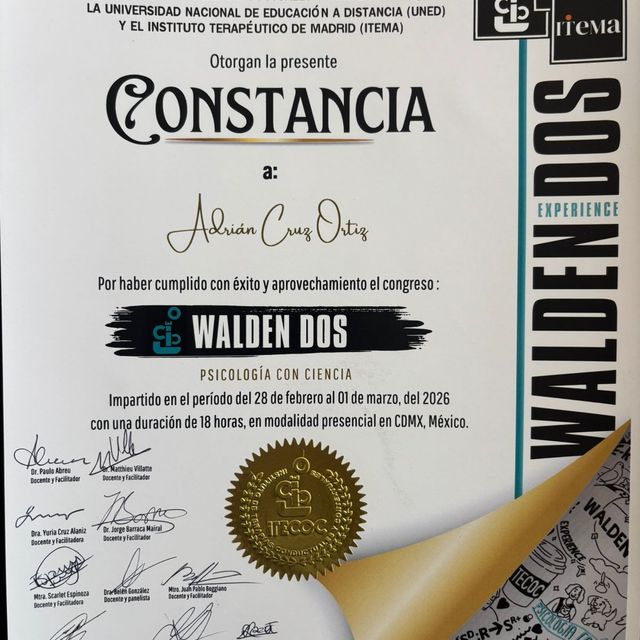 LA UNIVERSIDAD NACIONAL DE EDUCACIÓN A DISTANCIA (UNED)
Y EL INSTITUTO TERAPÉUTICO DE MADRID (ITEMA)
Otorgan la presente
CONSTANCIA
a:
Adrián Cruz Ortiz
Por haber cumplido con éxito y aprovechamiento el congreso :
WALDEN DOS
PSICOLOGÍA CON CIENCIA
Impartido en el período del 28 de febrero al 01 de marzo, del 2026
con una duración de 18 horas, en modalidad presencial en CDMX, México.
Dr. Paulo Abreu
Docente y Facilitador
Dr. Matthieu Villatte
Docente y Facilitador
Dra. Yuria Cruz Alaniz
Docente y Facilitadora
Dr. Jorge Barraca Mairal
Docente y Facilitador
Mtra. Scarlet Espinoza
Docente y Facilitadora
Dra. Belén González
Docente y panelista
Mtro. Juan Pablo Boggiano
Docente y Facilitador
ITECOC
ITEMA
WALDEN DOS
EXPERIENCE
WALDEN
EXPERIENCE
ITECOC